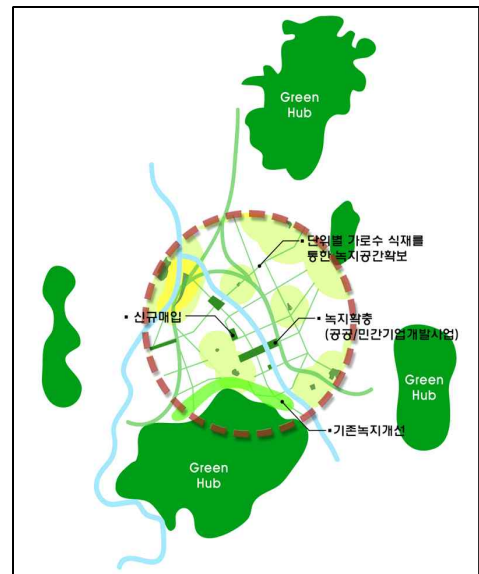 Green
Hub
▪ 단위별 가로수 식재를
통한 녹지공간확보
▪ 신규매입
▪ 녹지확충
(공공/민간기업개발사업)
Green
Hub
▪기존녹지개선
Green
Hub